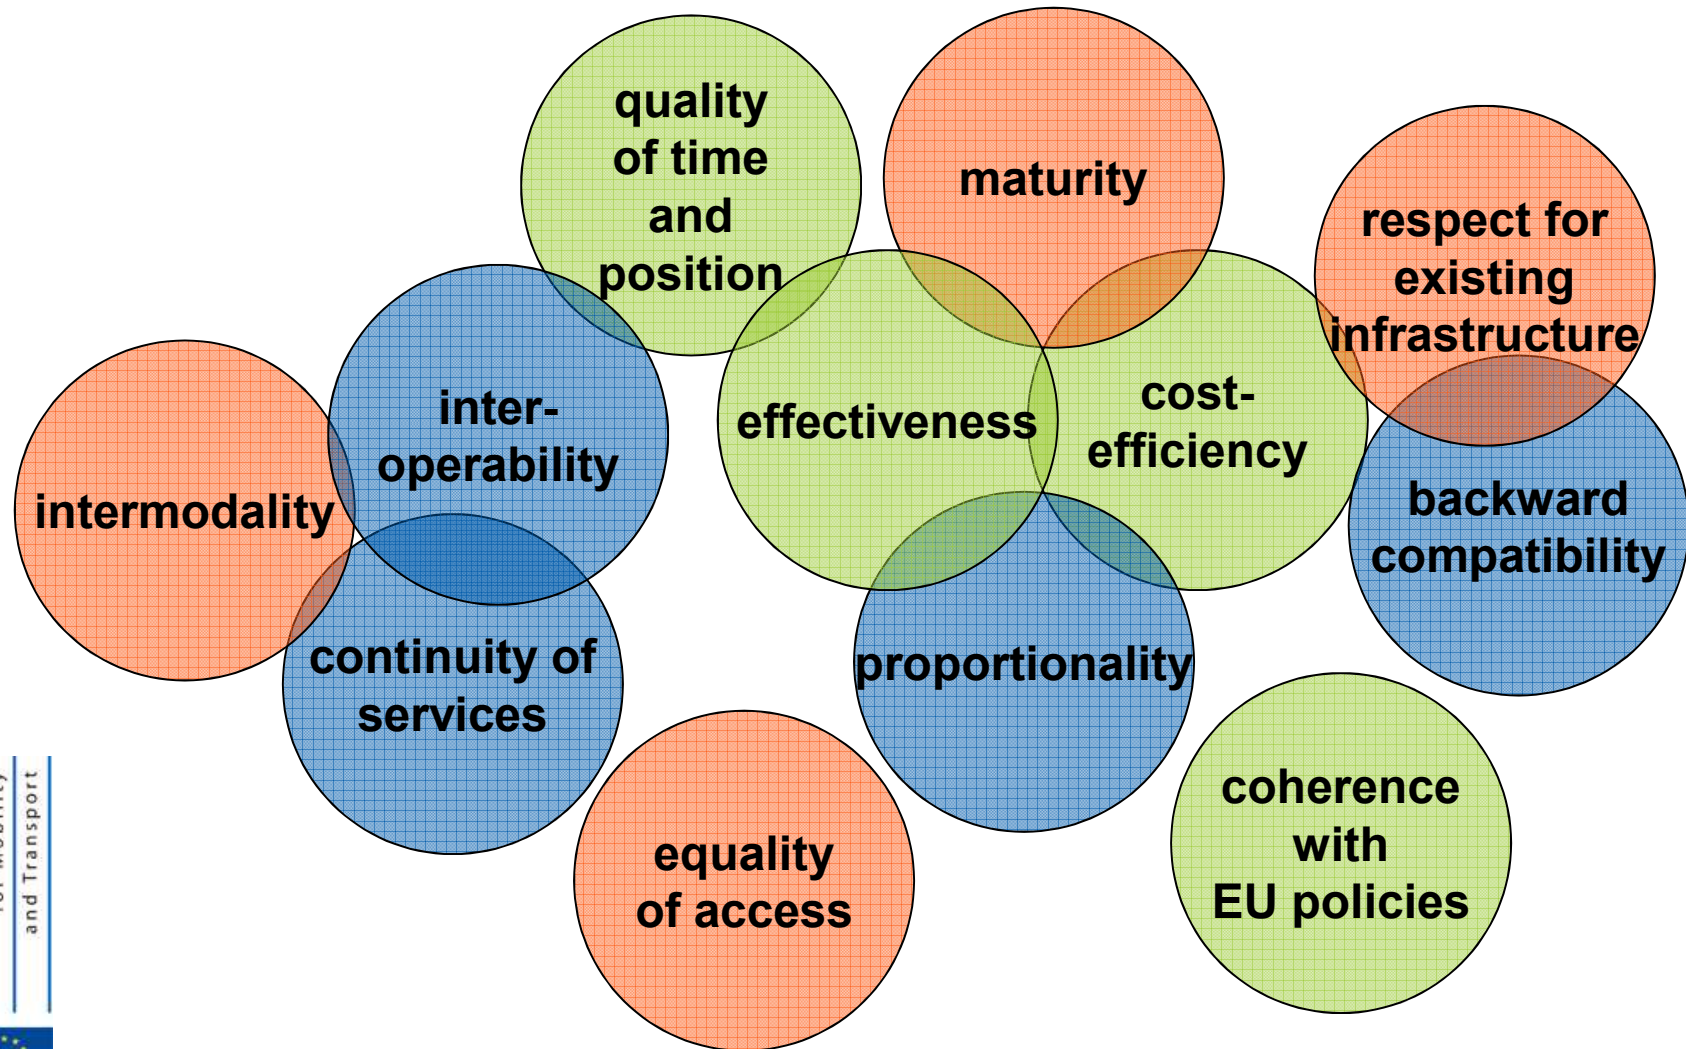 quality
of time
and
position
maturity
respect for
existing
infrastructure
inter-
operability
effectiveness
cost-
efficiency
intermodality
backward
compatibility
continuity of
services
proportionality
equality
of access
coherence
with
EU policies
and Transport